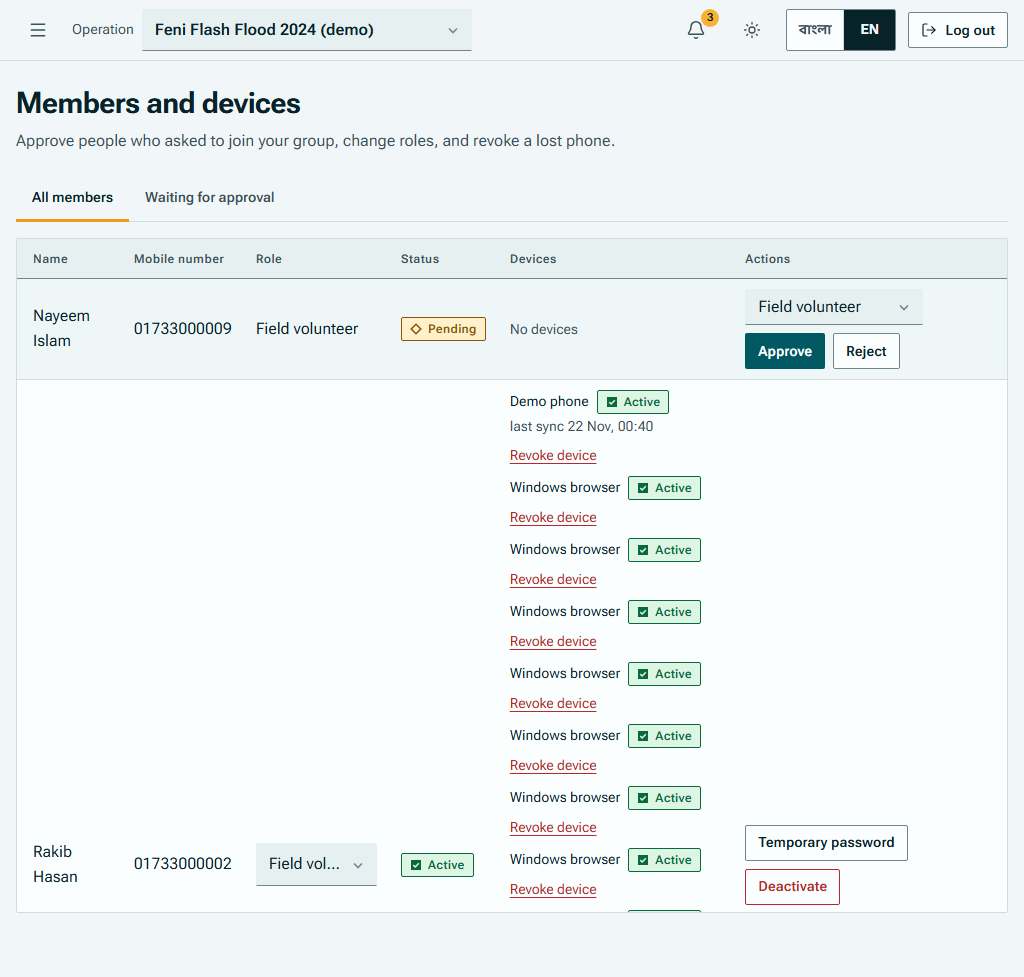 Operation
Feni Flash Flood 2024 (demo)
3
বাংলা
EN
Log out
Members and devices
Approve people who asked to join your group, change roles, and revoke a lost phone.
All members
Waiting for approval
Name Mobile number Role Status Devices Actions
Nayeem Islam
01733000009
Field volunteer
Pending
No devices
Field volunteer
Approve
Reject
Demo phone Active
last sync 22 Nov, 00:40
Revoke device
Windows browser Active
Revoke device
Windows browser Active
Revoke device
Windows browser Active
Revoke device
Windows browser Active
Revoke device
Windows browser Active
Revoke device
Windows browser Active
Revoke device
Windows browser Active
Revoke device
Rakib Hasan
01733000002
Field vol...
Active
Temporary password
Deactivate